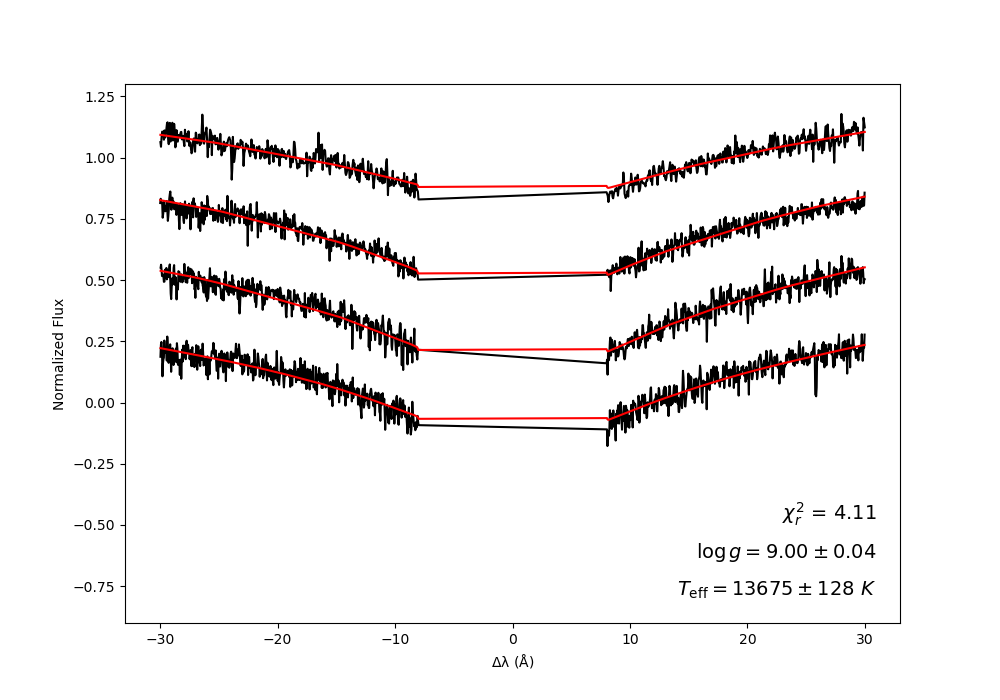 1.25
1.00
0.75
0.50
0.25
0.00
−0.25
−0.50
−0.75
Normalized Flux
χ²ᵣ = 4.11
log g = 9.00 ± 0.04
T_eff = 13675 ± 128 K
−30 −20 −10 0 10 20 30
Δλ (Å)